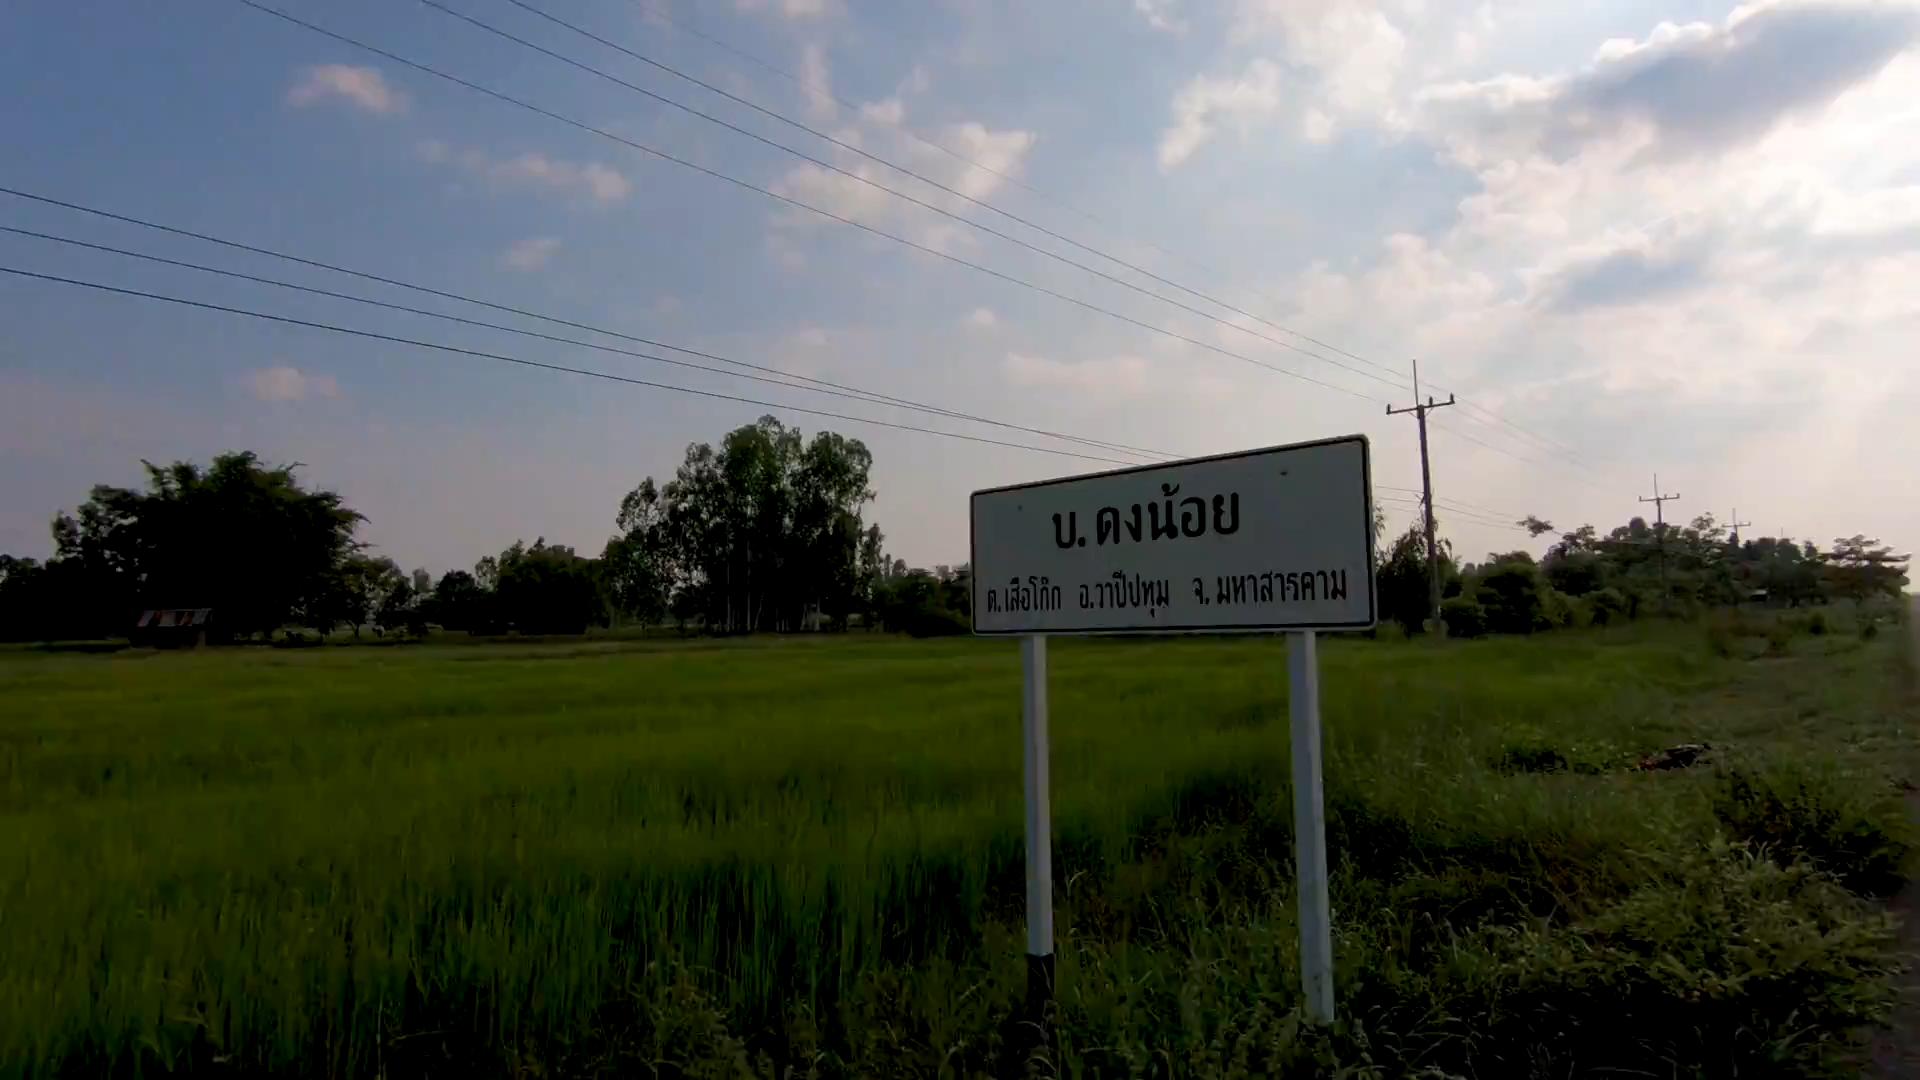 บ. ดงน้อย
ต. เสือโก้ก อ.วาปีปทุม จ. มหาสารคาม